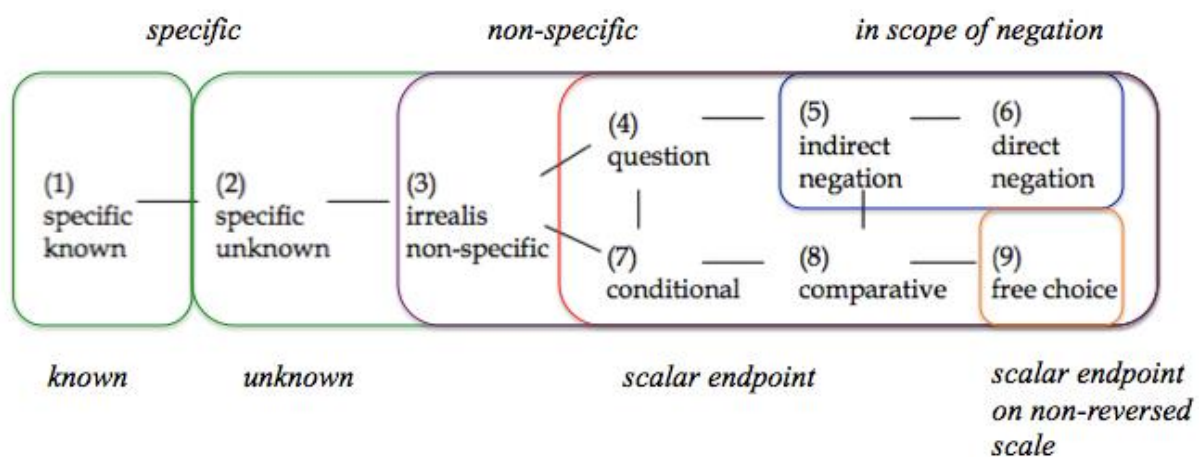 specific non-specific in scope of negation
(4) question
(5) indirect negation
(6) direct negation
(1) specific known
(2) specific unknown
(3) irrealis non-specific
(7) conditional
(8) comparative
(9) free choice
known unknown scalar endpoint
scalar endpoint
on non-reversed
scale